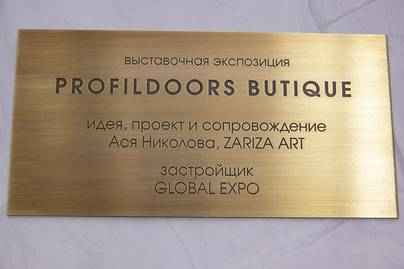 выставочная экспозиция
PROFILDOORS BUTIQUE
идея, проект и сопровождение
Ася Николова, ZARIZA ART
застройщик
GLOBAL EXPO